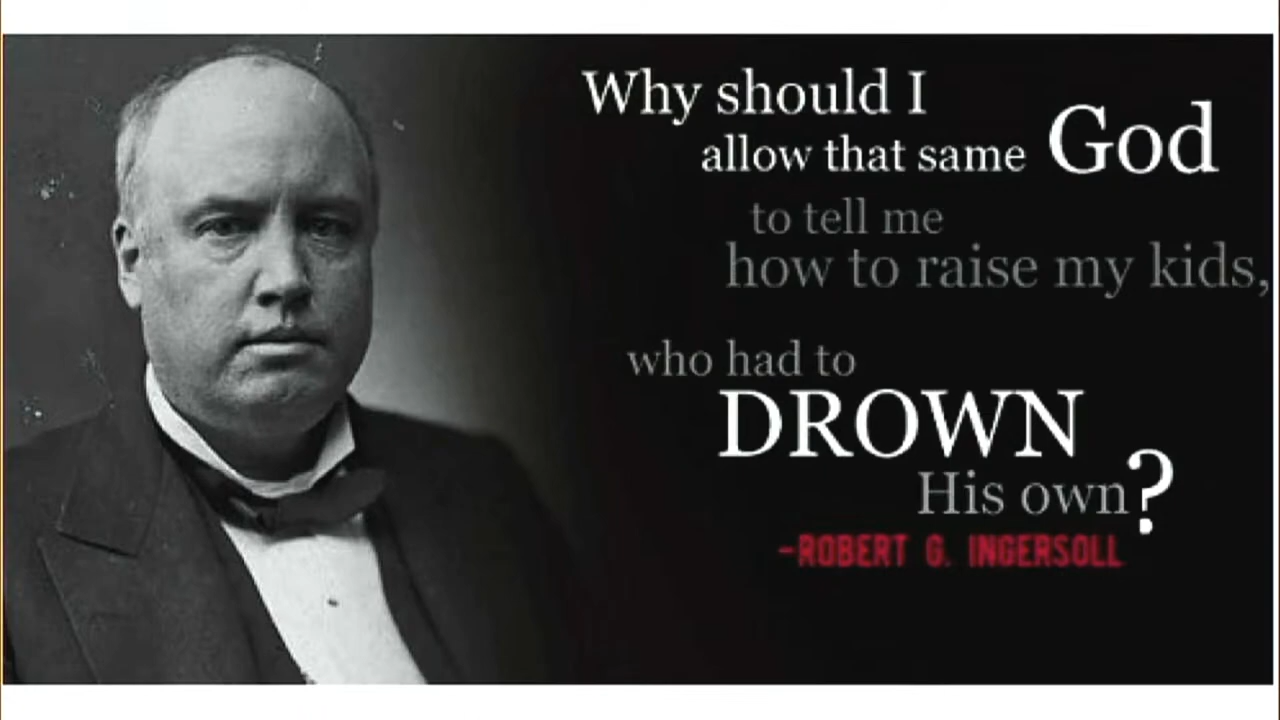 Why should I
allow that same God
to tell me
how to raise my kids,
who had to
DROWN
His own?
-ROBERT G. INGERSOLL